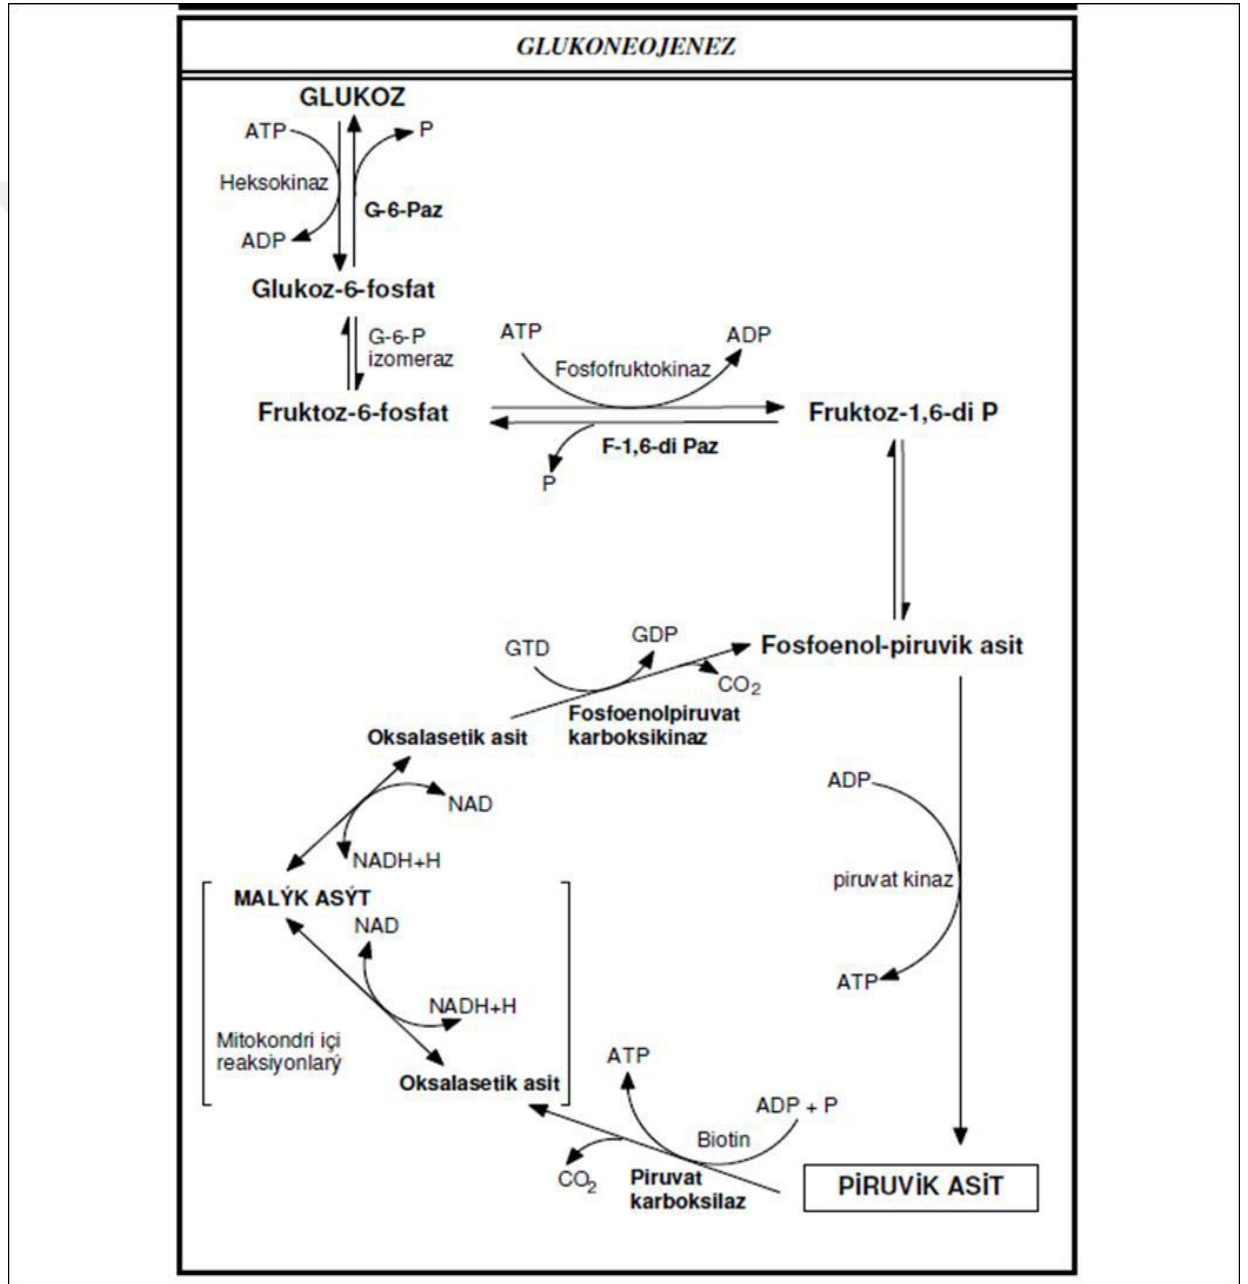 GLUKONEOJENEZ
GLUKOZ
ATP
P
Heksokinaz
G-6-Paz
ADP
Glukoz-6-fosfat
G-6-P
izomeraz
ATP
ADP
Fosfofruktokinaz
Fruktoz-6-fosfat
Fruktoz-1,6-di P
F-1,6-di Paz
P
GTD
GDP
Fosfoenol-piruvik asit
CO2
Fosfoenolpiruvat
karboksikinaz
Oksalasetik asit
NAD
NADH+H
ADP
piruvat kinaz
ATP
MALÝK ASÝT
NAD
NADH+H
Mitokondri içi
reaksiyonlarý
Oksalasetik asit
ATP
ADP + P
Biotin
CO2
Piruvat
karboksilaz
PİRUVİK ASİT